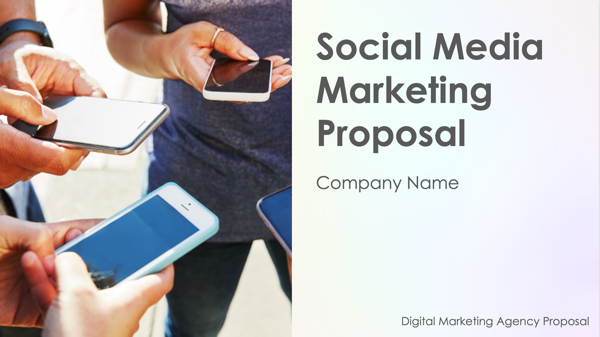 Social Media
Marketing
Proposal
Company Name
Digital Marketing Agency Proposal